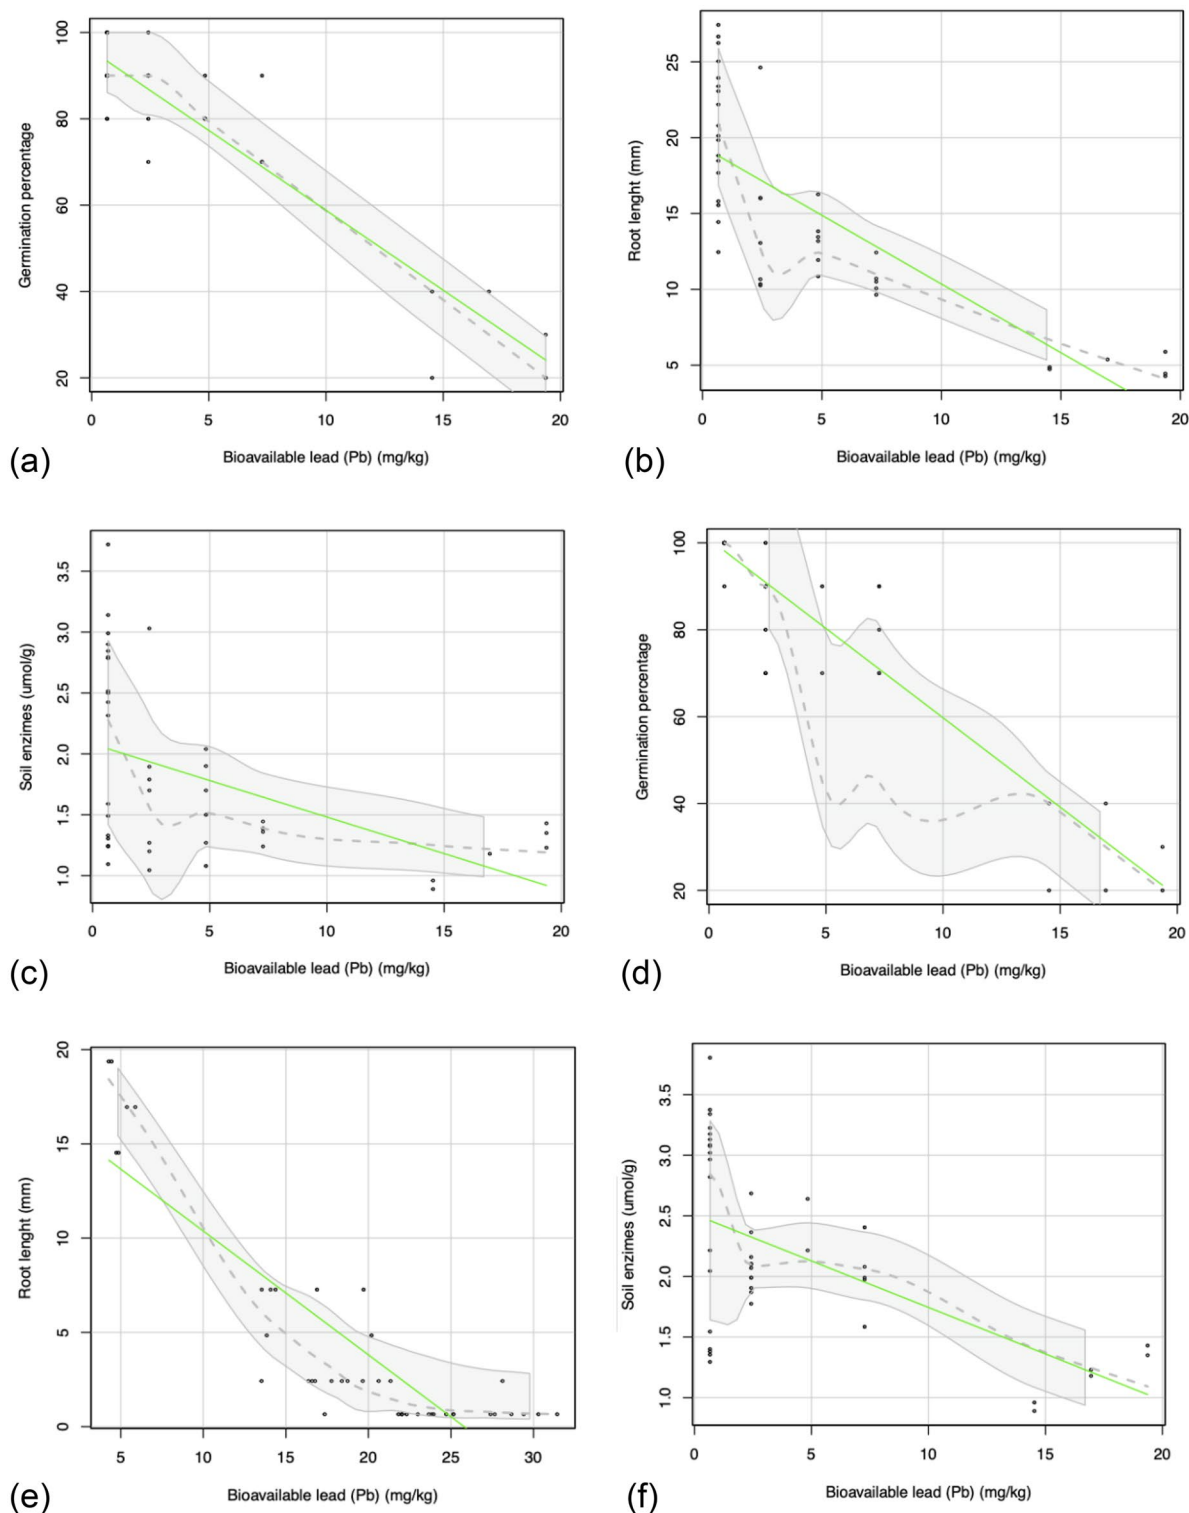 100
80
60
40
20
Germination percentage
0 5 10 15 20
Bioavailable lead (Pb) (mg/kg)
(a)
25
20
15
10
5
Root lenght (mm)
0 5 10 15 20
Bioavailable lead (Pb) (mg/kg)
(b)
3.5
3.0
2.5
2.0
1.5
1.0
Soil enzimes (umol/g)
0 5 10 15 20
Bioavailable lead (Pb) (mg/kg)
(c)
100
80
60
40
20
Germination percentage
0 5 10 15 20
Bioavailable lead (Pb) (mg/kg)
(d)
20
15
10
5
0
Root lenght (mm)
5 10 15 20 25 30
Bioavailable lead (Pb) (mg/kg)
(e)
3.5
3.0
2.5
2.0
1.5
1.0
Soil enzimes (umol/g)
0 5 10 15 20
Bioavailable lead (Pb) (mg/kg)
(f)